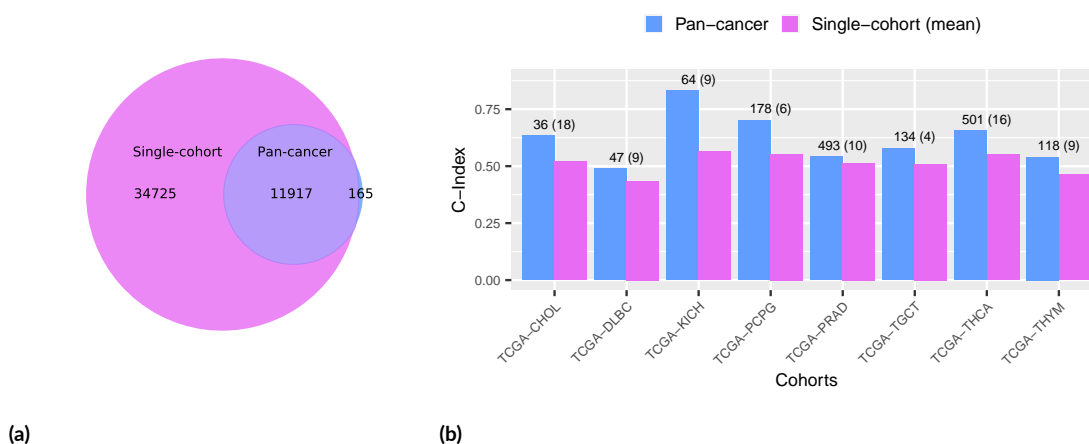 Single-cohort
Pan-cancer
34725
11917
165
(a)
Pan−cancer
Single−cohort (mean)
C−Index
0.75
0.50
0.25
0.00
36 (18)
47 (9)
64 (9)
178 (6)
493 (10)
134 (4)
501 (16)
118 (9)
TCGA−CHOL
TCGA−DLBC
TCGA−KICH
TCGA−PCPG
TCGA−PRAD
TCGA−TGCT
TCGA−THCA
TCGA−THYM
Cohorts
(b)